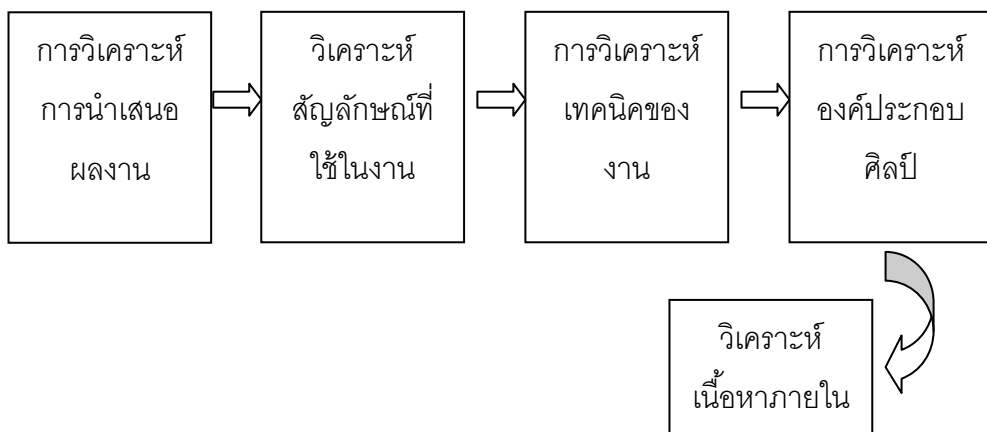 การวิเคราะห์
การนำเสนอ
ผลงาน
วิเคราะห์
สัญลักษณ์ที่
ใช้ในงาน
การวิเคราะห์
เทคนิคของ
งาน
การวิเคราะห์
องค์ประกอบ
ศิลป์
วิเคราะห์
เนื้อหาภายใน